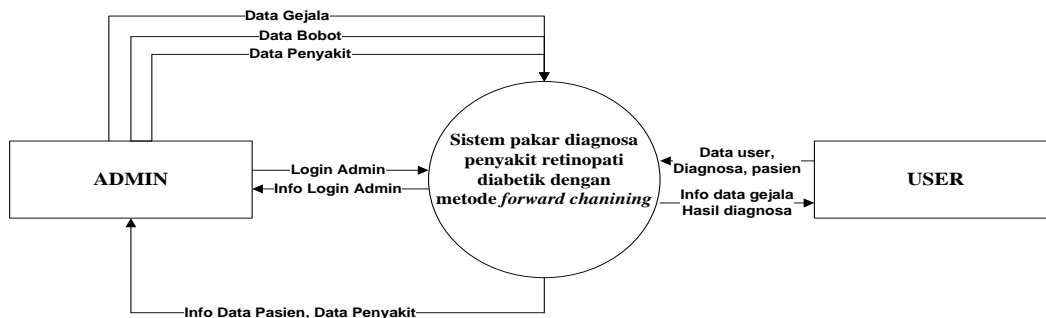 Data Gejala
Data Bobot
Data Penyakit
ADMIN
Login Admin
Info Login Admin
Sistem pakar diagnosa
penyakit retinopati
diabetik dengan
metode forward chanining
Data user,
Diagnosa, pasien
Info data gejala
Hasil diagnosa
USER
Info Data Pasien, Data Penyakit